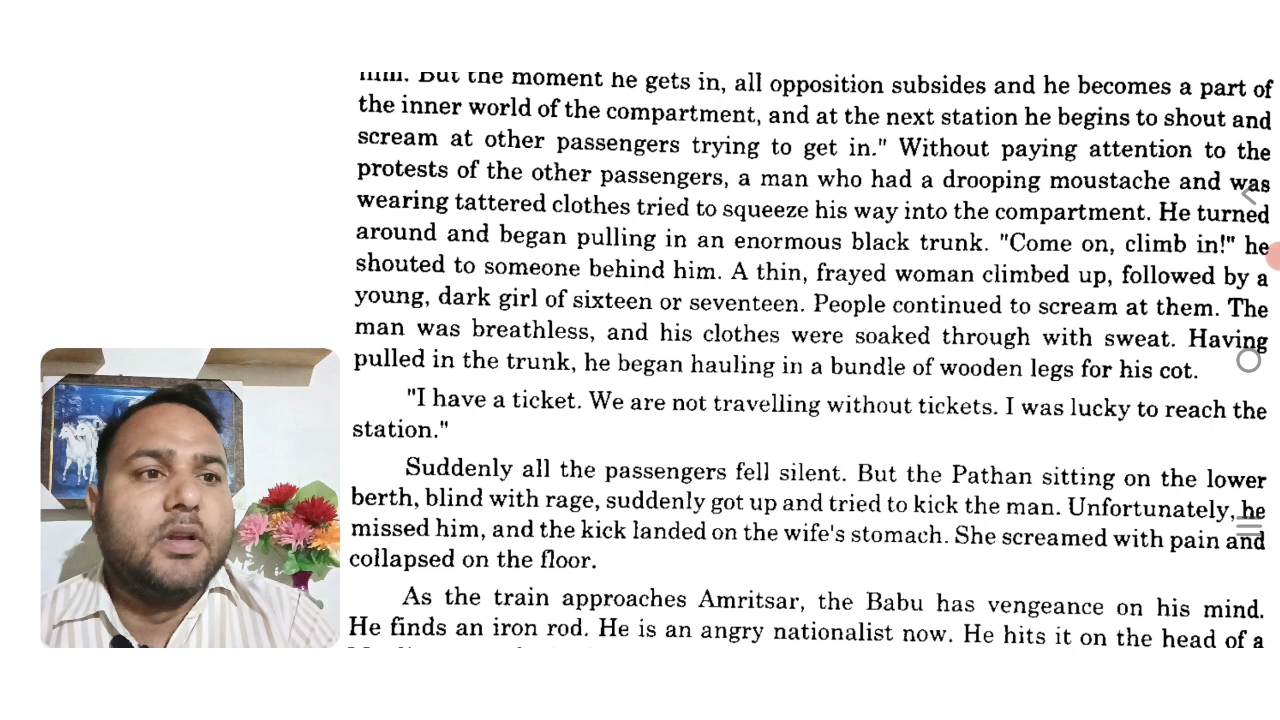 him. But the moment he gets in, all opposition subsides and he becomes a part of
the inner world of the compartment, and at the next station he begins to shout and
scream at other passengers trying to get in." Without paying attention to the
protests of the other passengers, a man who had a drooping moustache and was
wearing tattered clothes tried to squeeze his way into the compartment. He turned
around and began pulling in an enormous black trunk. "Come on, climb in!" he
shouted to someone behind him. A thin, frayed woman climbed up, followed by a
young, dark girl of sixteen or seventeen. People continued to scream at them. The
man was breathless, and his clothes were soaked through with sweat. Having
pulled in the trunk, he began hauling in a bundle of wooden legs for his cot.
"I have a ticket. We are not travelling without tickets. I was lucky to reach the
station."
Suddenly all the passengers fell silent. But the Pathan sitting on the lower
berth, blind with rage, suddenly got up and tried to kick the man. Unfortunately, he
missed him, and the kick landed on the wife's stomach. She screamed with pain and
collapsed on the floor.
As the train approaches Amritsar, the Babu has vengeance on his mind.
He finds an iron rod. He is an angry nationalist now. He hits it on the head of a